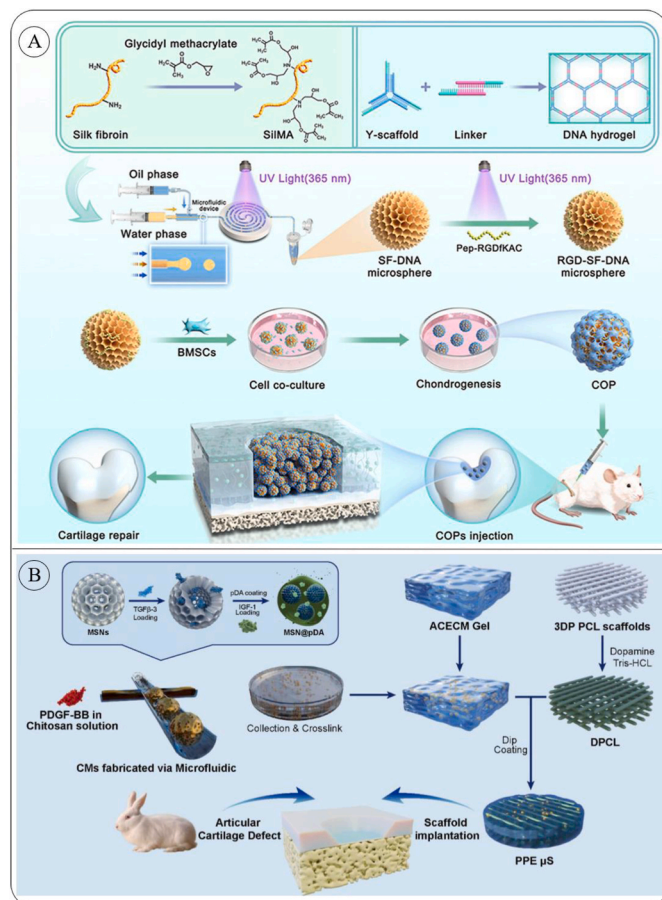 A
Glycidyl methacrylate
NH₂
NH₂
Silk fibroin
SilMA
Y-scaffold
Linker
DNA hydrogel
Oil phase
Microfluidic
device
Water phase
UV Light(365 nm)
UV Light(365 nm)
Pep-RGDfKAC
SF-DNA
microsphere
RGD-SF-DNA
microsphere
BMSCs
Cell co-culture
Chondrogenesis
COP
Cartilage repair
COPs injection
B
MSNs
TGFβ-3
Loading
pDA coating
IGF-1
Loading
MSN@pDA
ACECM Gel
3DP PCL scaffolds
Dopamine
Tris-HCL
PDGF-BB in
Chitosan solution
Collection & Crosslink
CMs fabricated via Microfluidic
Dip
Coating
DPCL
Articular
Cartilage Defect
Scaffold
implantation
PPE μS